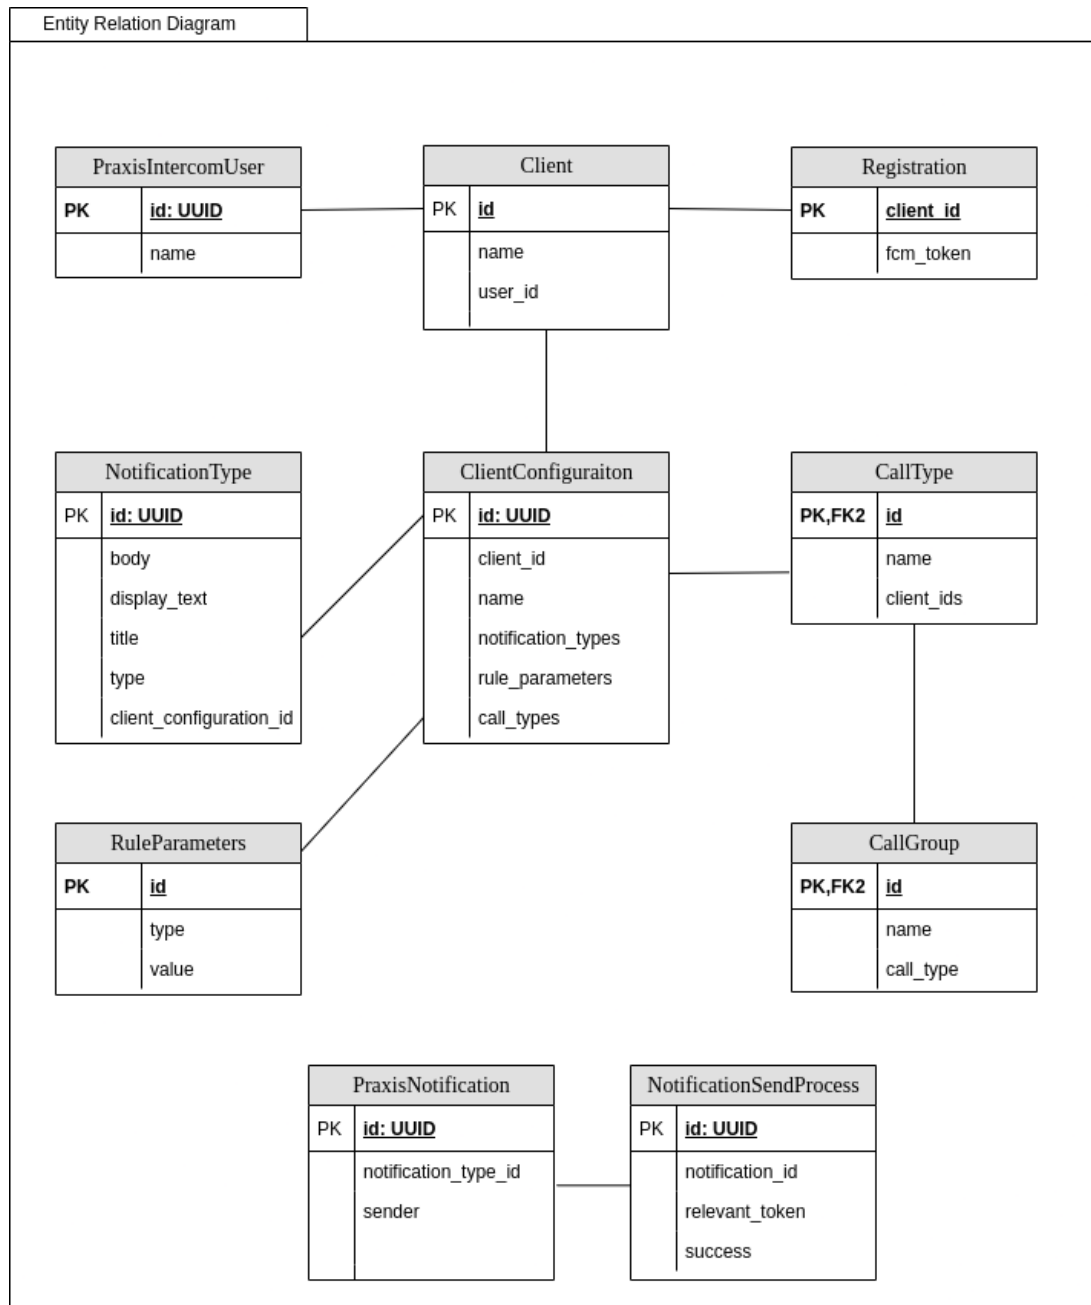 Entity Relation Diagram
PraxisIntercomUser
PK id: UUID
name
Client
PK id
name
user_id
Registration
PK client_id
fcm_token
NotificationType
PK id: UUID
body
display_text
title
type
client_configuration_id
ClientConfiguraiton
PK id: UUID
client_id
name
notification_types
rule_parameters
call_types
CallType
PK,FK2 id
name
client_ids
RuleParameters
PK id
type
value
CallGroup
PK,FK2 id
name
call_type
PraxisNotification
PK id: UUID
notification_type_id
sender
NotificationSendProcess
PK id: UUID
notification_id
relevant_token
success